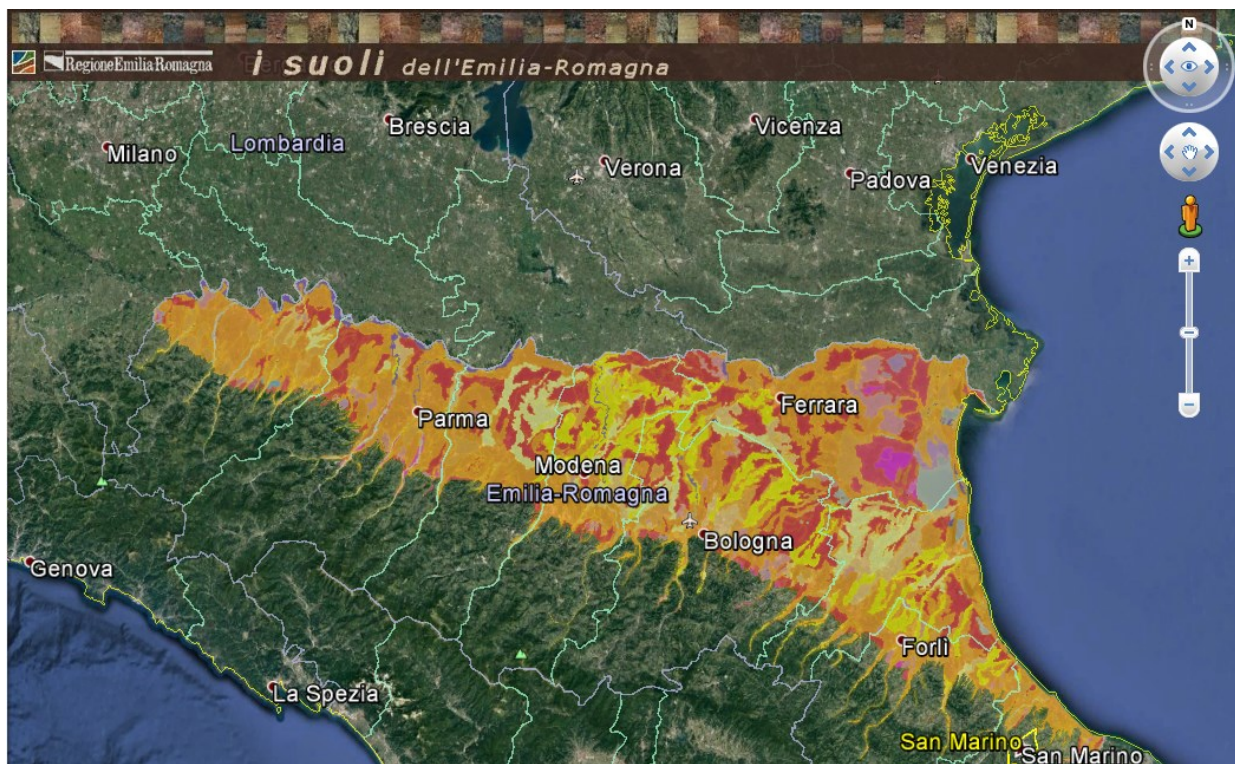 N
RegioneEmiliaRomagna
i suoli dell'Emilia-Romagna
Brescia
Vicenza
Milano
Lombardia
Verona
Padova
Venezia
Parma
Ferrara
Modena
Emilia-Romagna
Bologna
Genova
Forlì
La Spezia
San Marino
San Marino